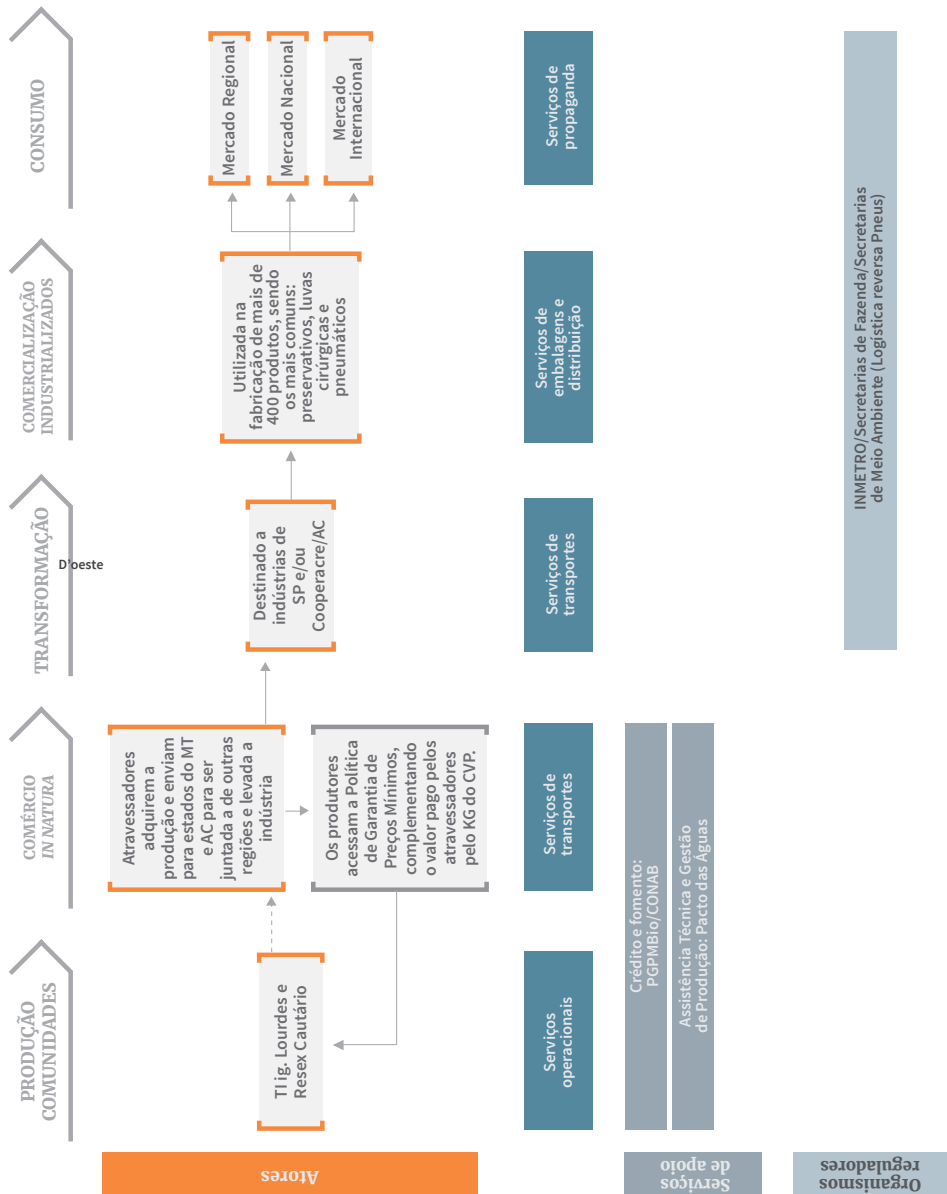 PRODUÇÃO
COMUNIDADES
COMÉRCIO
IN NATURA
TRANSFORMAÇÃO
D'oeste
COMERCIALIZAÇÃO
INDUSTRIALIZADOS
CONSUMO
Atores
TI ig. Lourdes e
Resex Cautário
Atravessadores
adquirem a
produção e enviam
para estados do MT
e AC para ser
juntada a de outras
regiões e levada a
indústria
Os produtores
acessam a Política
de Garantia de
Preços Mínimos,
complementando
o valor pago pelos
atravessadores
pelo KG do CVP.
Destinado a
indústrias de
SP e/ou
Cooperacre/AC
Utilizada na
fabricação de mais de
400 produtos, sendo
os mais comuns:
preservativos, luvas
cirúrgicas e
pneumáticos
Mercado Regional
Mercado Nacional
Mercado
Internacional
Serviços
operacionais
Serviços de
transportes
Serviços de
transportes
Serviços de
embalagens e
distribuição
Serviços de
propaganda
Serviços
de apoio
Crédito e fomento:
PGPMBio/CONAB
Assistência Técnica e Gestão
de Produção: Pacto das Águas
Organismos
reguladores
INMETRO/Secretarias de Fazenda/Secretarias
de Meio Ambiente (Logística reversa Pneus)